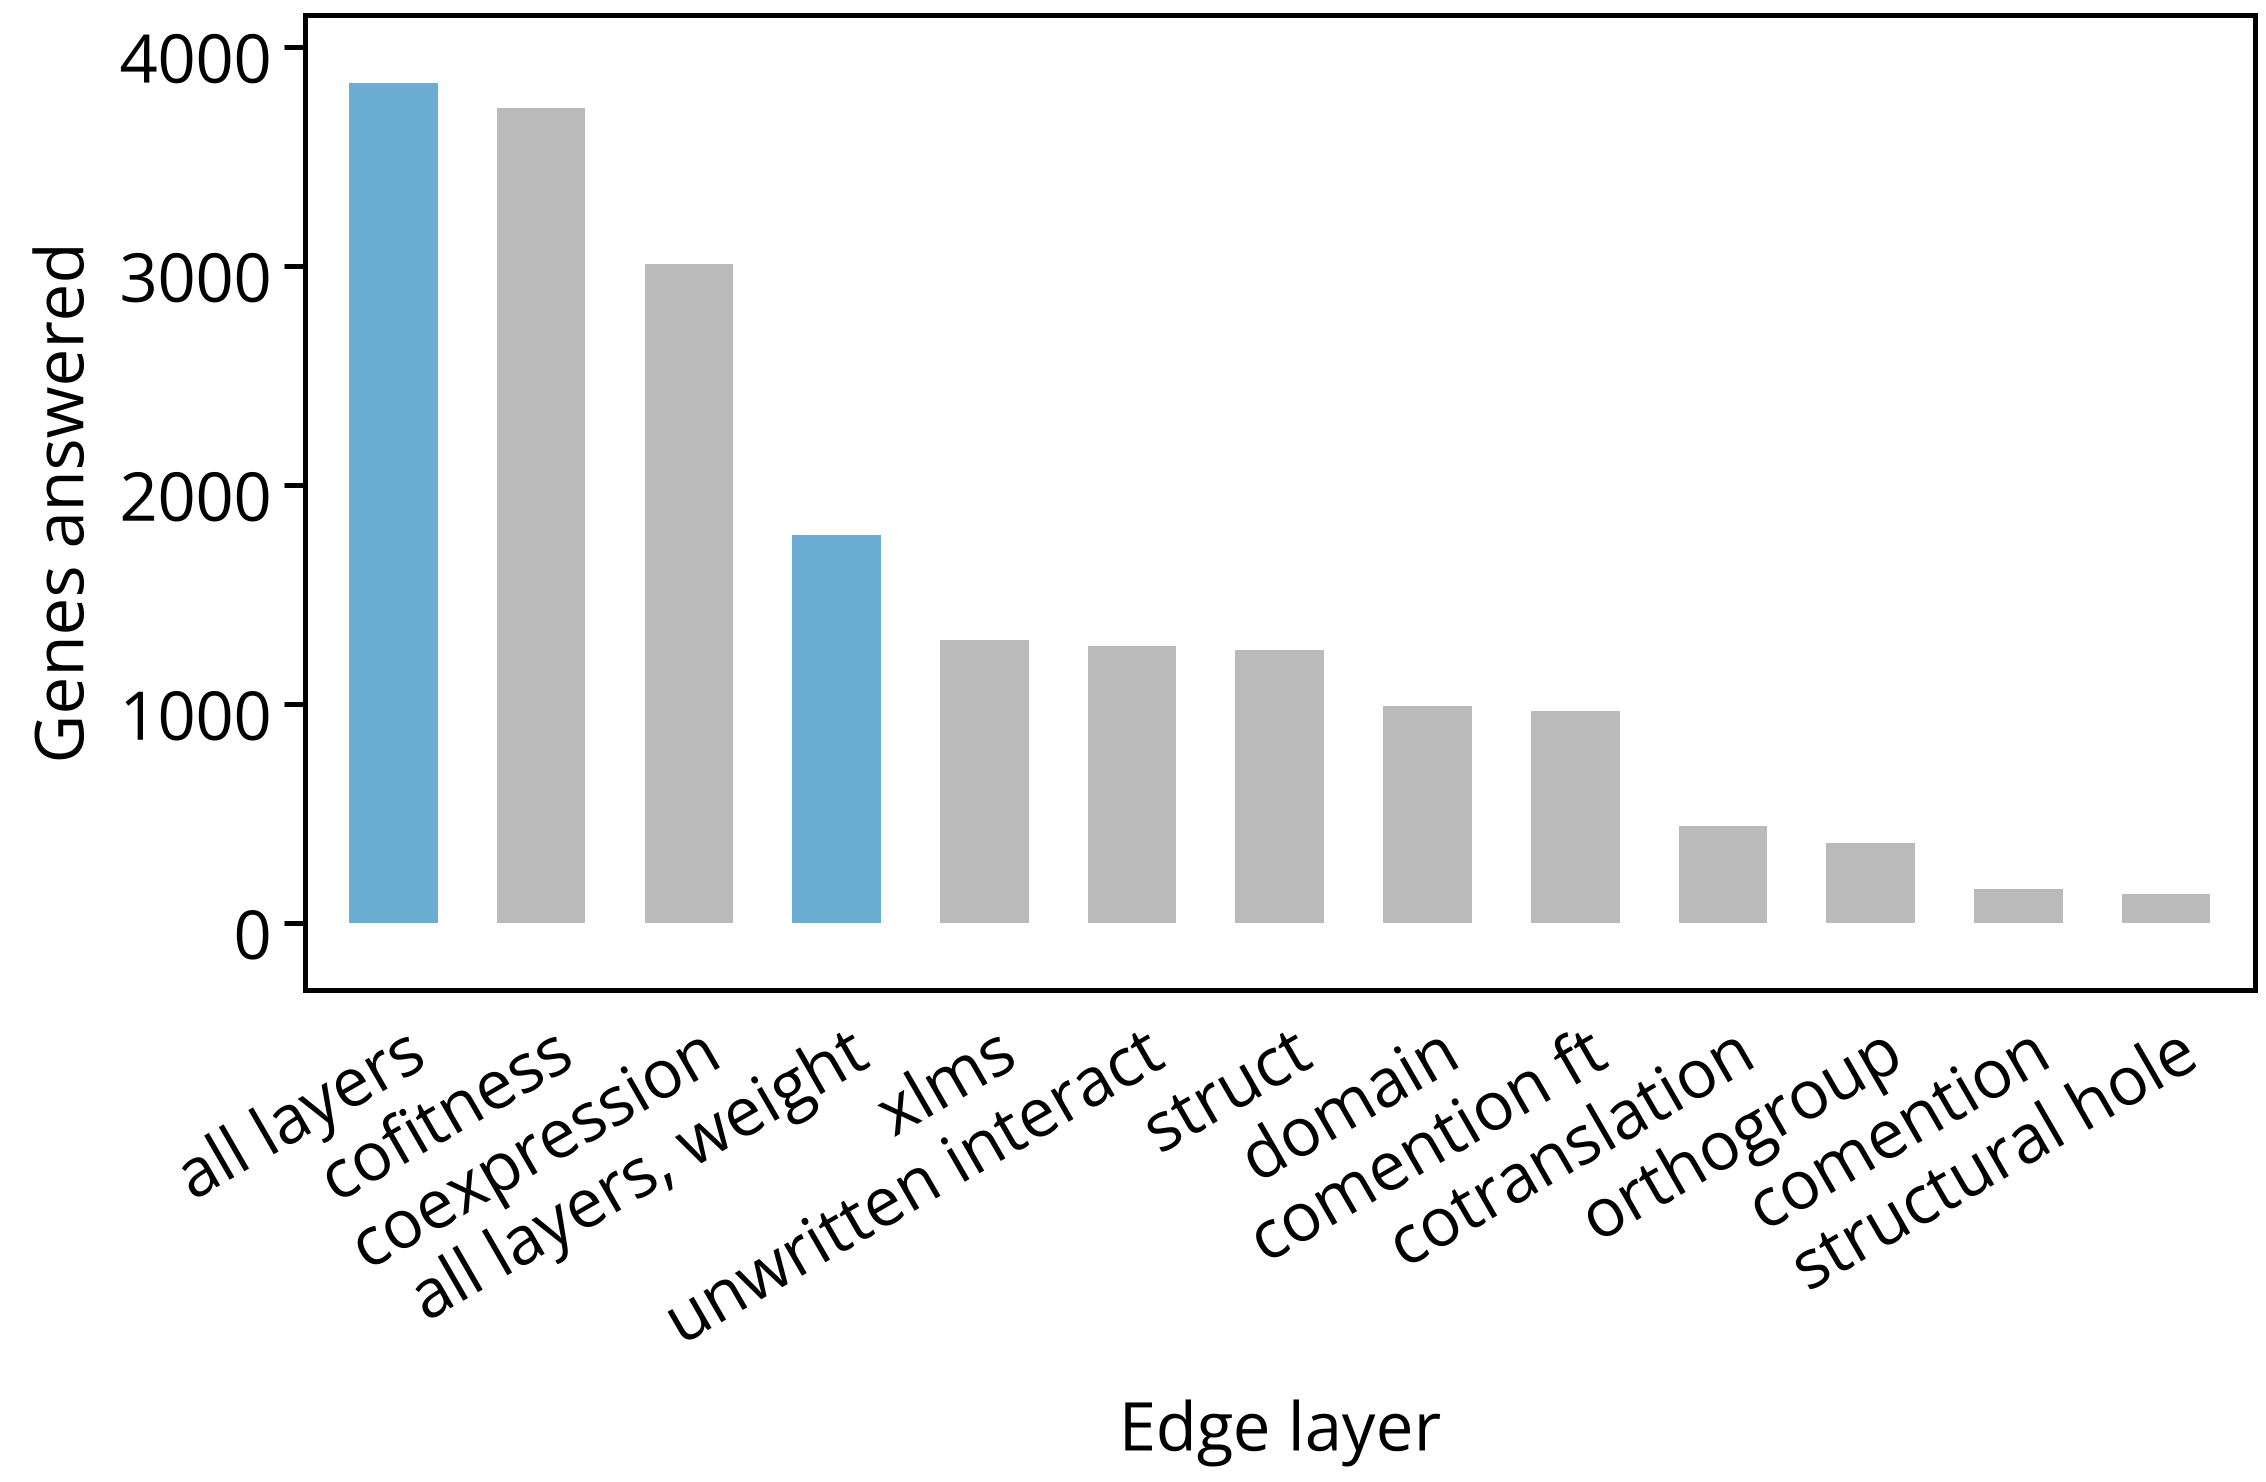 Genes answered
4000
3000
2000
1000
0
all layers
cofitness
coexpression
all layers, weight
xlms
unwritten interact
struct
domain
comention ft
cotranslation
orthogroup
comention
structural hole
Edge layer